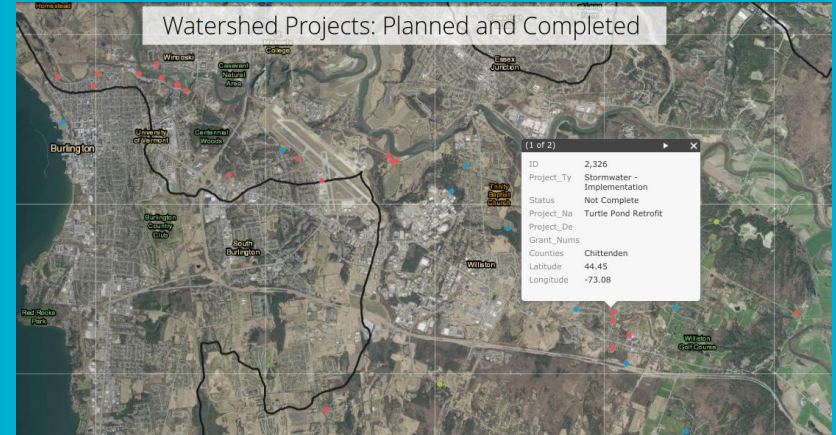 Homestead
Watershed Projects: Planned and Completed
College
Winooski
Casavant
Natural
Area
Essex
Junction
Burlington
University
of Vermont
Centennial
Woods
(1 of 2)
ID 2,326
Project_Ty Stormwater -
Implementation
Status Not Complete
Project_Na Turtle Pond Retrofit
Project_De
Grant_Nums
Counties Chittenden
Latitude 44.45
Longitude -73.08
Trinity
Baptist
Church
Burlington
Country
Club
South
Burlington
Williston
Red Rocks
Park
Williston
Golf Course